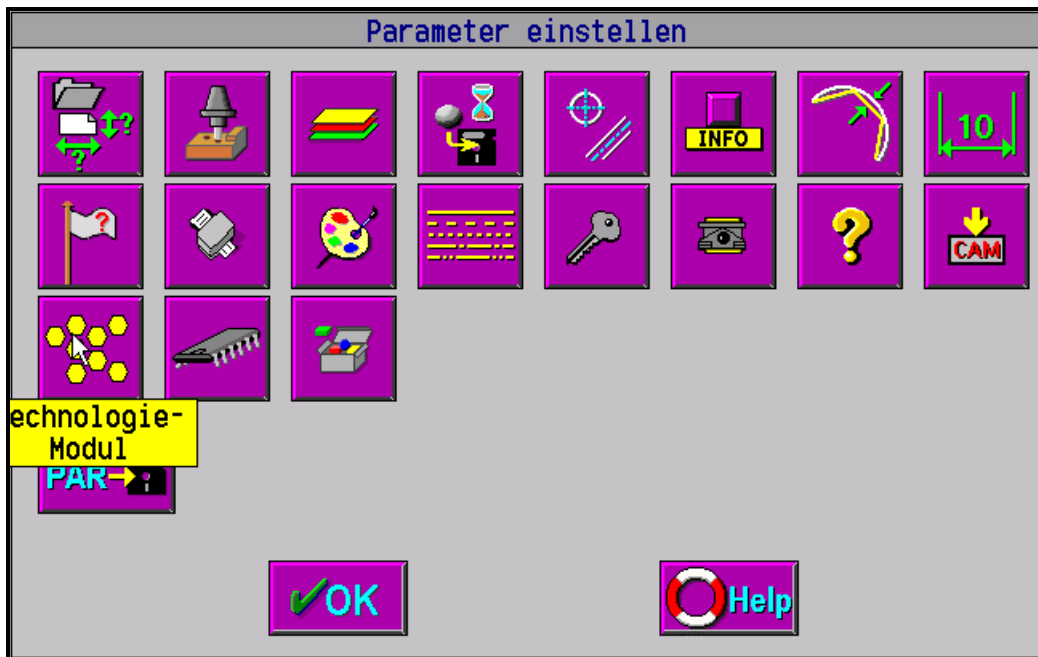 Parameter einstellen
?
?
INFO
10
?
?
CAM
echnologie-
Modul
PAR
OK
Help